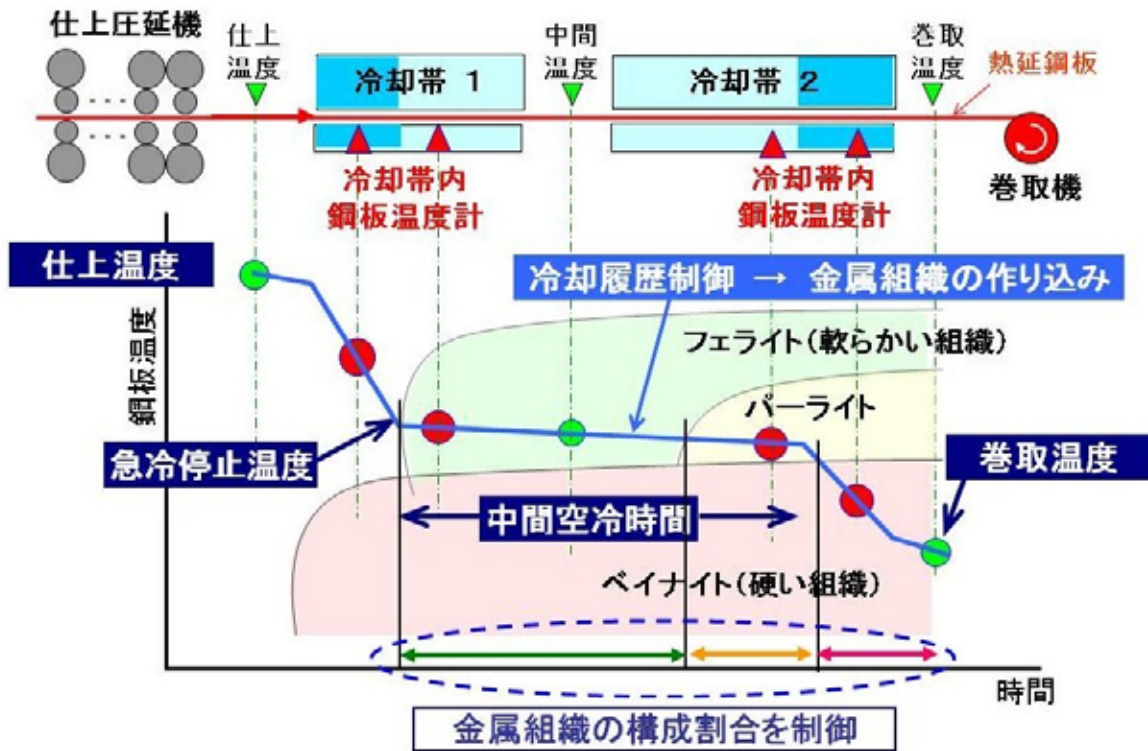 仕上圧延機
仕上
温度
冷却帯 1
中間
温度
冷却帯 2
巻取
温度
熱延鋼板
巻取機
冷却帯内
鋼板温度計
冷却帯内
鋼板温度計
仕上温度
冷却履歴制御 → 金属組織の作り込み
鋼板温度
フェライト(軟らかい組織)
パーライト
急冷停止温度
巻取温度
中間空冷時間
ベイナイト(硬い組織)
時間
金属組織の構成割合を制御